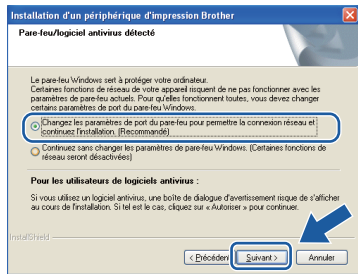 Installation d'un périphérique d'impression Brother
Pare-feu/logiciel antivirus détecté
Le pare-feu Windows sert à protéger votre ordinateur.
Certaines fonctions de réseau de votre appareil risquent de ne pas fonctionner avec les
paramètres de pare-feu actuels. Pour qu'elles fonctionnent toutes, vous devez changer
certains paramètres de port du pare-feu Windows.
Changez les paramètres de port du pare-feu pour permettre la connexion réseau et
continuez l'installation. (Recommandé)
Continuez sans changer les paramètres de pare-feu Windows. (Certaines fonctions de
réseau seront désactivées)
Pour les utilisateurs de logiciels antivirus :
Si vous utilisez un logiciel antivirus, une boîte de dialogue d'avertissement risque de s'afficher
au cours de l'installation. Si tel est le cas, cliquez sur « Autoriser » pour continuer.
InstallShield
< Précédent
Suivant >
Annuler